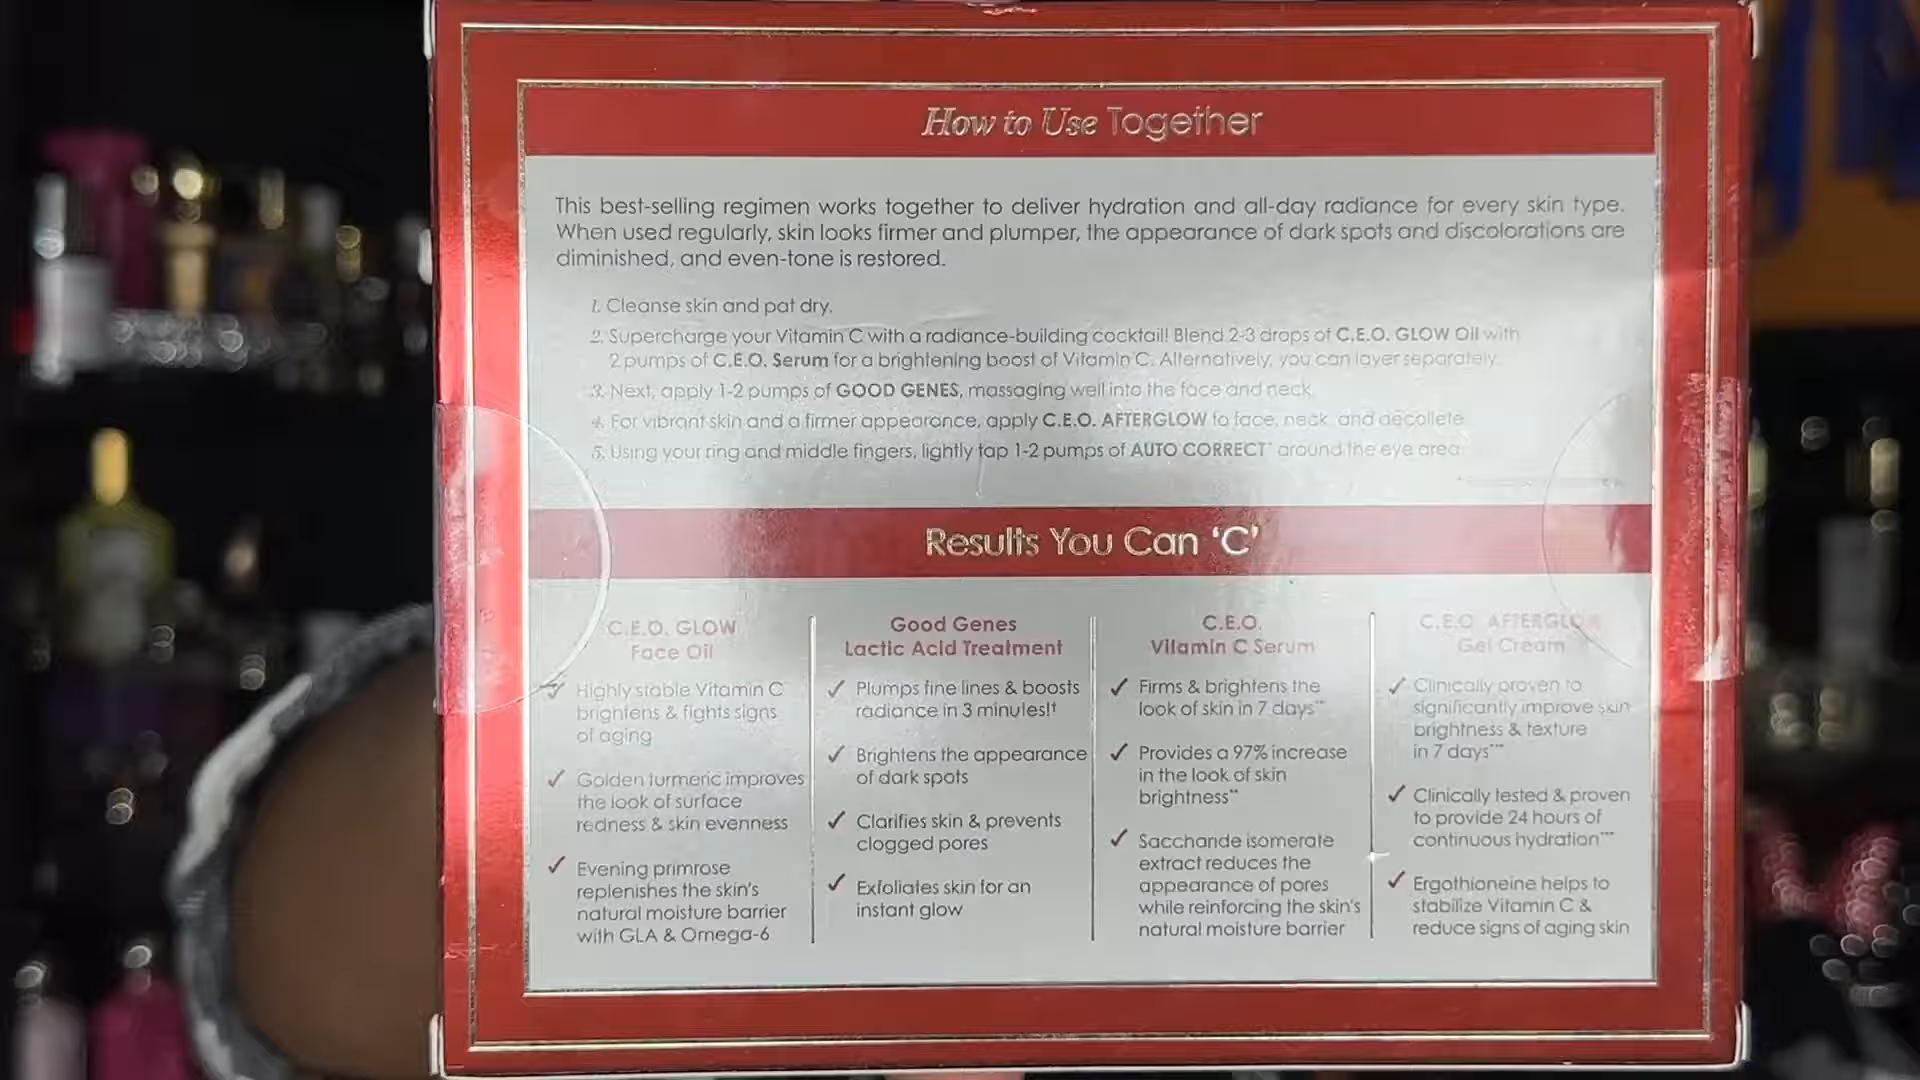 How to Use Together
This best-selling regimen works together to deliver hydration and all-day radiance for every skin type.
When used regularly, skin looks firmer and plumper, the appearance of dark spots and discolorations are
diminished, and even-tone is restored.
1. Cleanse skin and pat dry.
2. Supercharge your Vitamin C with a radiance-building cocktail! Blend 2-3 drops of C.E.O. GLOW Oil with
2 pumps of C.E.O. Serum for a brightening boost of Vitamin C. Alternatively, you can layer separately.
3. Next, apply 1-2 pumps of GOOD GENES, massaging well into the face and neck.
4. For vibrant skin and a firmer appearance, apply C.E.O. AFTERGLOW to face, neck, and décolleté.
5. Using your ring and middle fingers, lightly tap 1-2 pumps of AUTO CORRECT* around the eye area.
Results You Can ‘C’
C.E.O. GLOW
Face Oil
✓ Highly stable Vitamin C
brightens & fights signs
of aging
✓ Golden turmeric improves
the look of surface
redness & skin evenness
✓ Evening primrose
replenishes the skin's
natural moisture barrier
with GLA & Omega-6
Good Genes
Lactic Acid Treatment
✓ Plumps fine lines & boosts
radiance in 3 minutes!†
✓ Brightens the appearance
of dark spots
✓ Clarifies skin & prevents
clogged pores
✓ Exfoliates skin for an
instant glow
C.E.O.
Vitamin C Serum
✓ Firms & brightens the
look of skin in 7 days**
✓ Provides a 97% increase
in the look of skin
brightness**
✓ Saccharide isomerate
extract reduces the
appearance of pores
while reinforcing the skin's
natural moisture barrier
C.E.O. AFTERGLOW
Gel Cream
✓ Clinically proven to
significantly improve skin
brightness & texture
in 7 days***
✓ Clinically tested & proven
to provide 24 hours of
continuous hydration***
✓ Ergothioneine helps to
stabilize Vitamin C &
reduce signs of aging skin